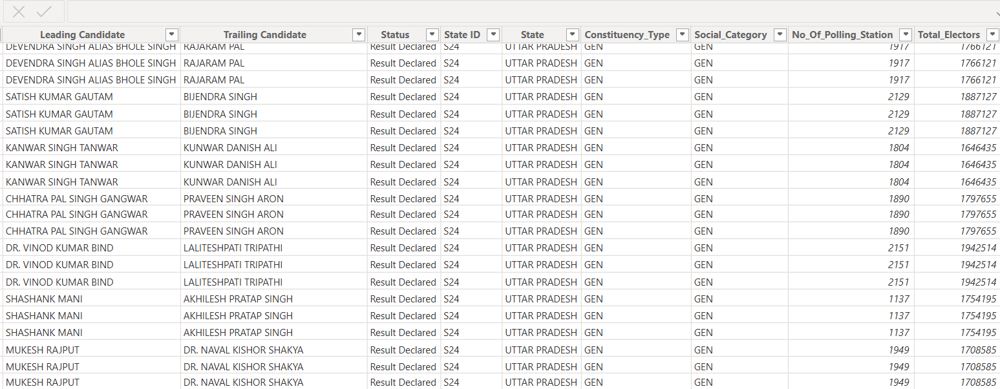 Leading Candidate Trailing Candidate Status State ID State Constituency_Type Social_Category No_Of_Polling_Station Total_Electors
DEVENDRA SINGH ALIAS BHOLE SINGH RAJARAM PAL Result Declared S24 UTTAR PRADESH GEN GEN 1917 1766121
DEVENDRA SINGH ALIAS BHOLE SINGH RAJARAM PAL Result Declared S24 UTTAR PRADESH GEN GEN 1917 1766121
DEVENDRA SINGH ALIAS BHOLE SINGH RAJARAM PAL Result Declared S24 UTTAR PRADESH GEN GEN 1917 1766121
SATISH KUMAR GAUTAM BIJENDRA SINGH Result Declared S24 UTTAR PRADESH GEN GEN 2129 1887127
SATISH KUMAR GAUTAM BIJENDRA SINGH Result Declared S24 UTTAR PRADESH GEN GEN 2129 1887127
SATISH KUMAR GAUTAM BIJENDRA SINGH Result Declared S24 UTTAR PRADESH GEN GEN 2129 1887127
KANWAR SINGH TANWAR KUNWAR DANISH ALI Result Declared S24 UTTAR PRADESH GEN GEN 1804 1646435
KANWAR SINGH TANWAR KUNWAR DANISH ALI Result Declared S24 UTTAR PRADESH GEN GEN 1804 1646435
KANWAR SINGH TANWAR KUNWAR DANISH ALI Result Declared S24 UTTAR PRADESH GEN GEN 1804 1646435
CHHATRA PAL SINGH GANGWAR PRAVEEN SINGH ARON Result Declared S24 UTTAR PRADESH GEN GEN 1890 1797655
CHHATRA PAL SINGH GANGWAR PRAVEEN SINGH ARON Result Declared S24 UTTAR PRADESH GEN GEN 1890 1797655
CHHATRA PAL SINGH GANGWAR PRAVEEN SINGH ARON Result Declared S24 UTTAR PRADESH GEN GEN 1890 1797655
DR. VINOD KUMAR BIND LALITESHPATI TRIPATHI Result Declared S24 UTTAR PRADESH GEN GEN 2151 1942514
DR. VINOD KUMAR BIND LALITESHPATI TRIPATHI Result Declared S24 UTTAR PRADESH GEN GEN 2151 1942514
DR. VINOD KUMAR BIND LALITESHPATI TRIPATHI Result Declared S24 UTTAR PRADESH GEN GEN 2151 1942514
SHASHANK MANI AKHILESH PRATAP SINGH Result Declared S24 UTTAR PRADESH GEN GEN 1137 1754195
SHASHANK MANI AKHILESH PRATAP SINGH Result Declared S24 UTTAR PRADESH GEN GEN 1137 1754195
SHASHANK MANI AKHILESH PRATAP SINGH Result Declared S24 UTTAR PRADESH GEN GEN 1137 1754195
MUKESH RAJPUT DR. NAVAL KISHOR SHAKYA Result Declared S24 UTTAR PRADESH GEN GEN 1949 1708585
MUKESH RAJPUT DR. NAVAL KISHOR SHAKYA Result Declared S24 UTTAR PRADESH GEN GEN 1949 1708585
MUKESH RAJPUT DR. NAVAL KISHOR SHAKYA Result Declared S24 UTTAR PRADESH GEN GEN 1949 1708585